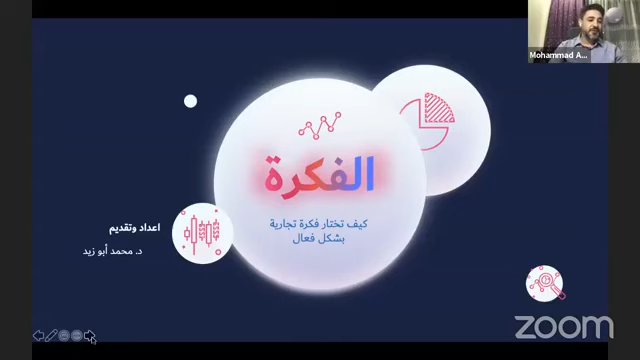 Mohammad A...
الفكرة
كيف تختار فكرة تجارية
بشكل فعال
اعداد وتقديم
د. محمد أبو زيد
zoom